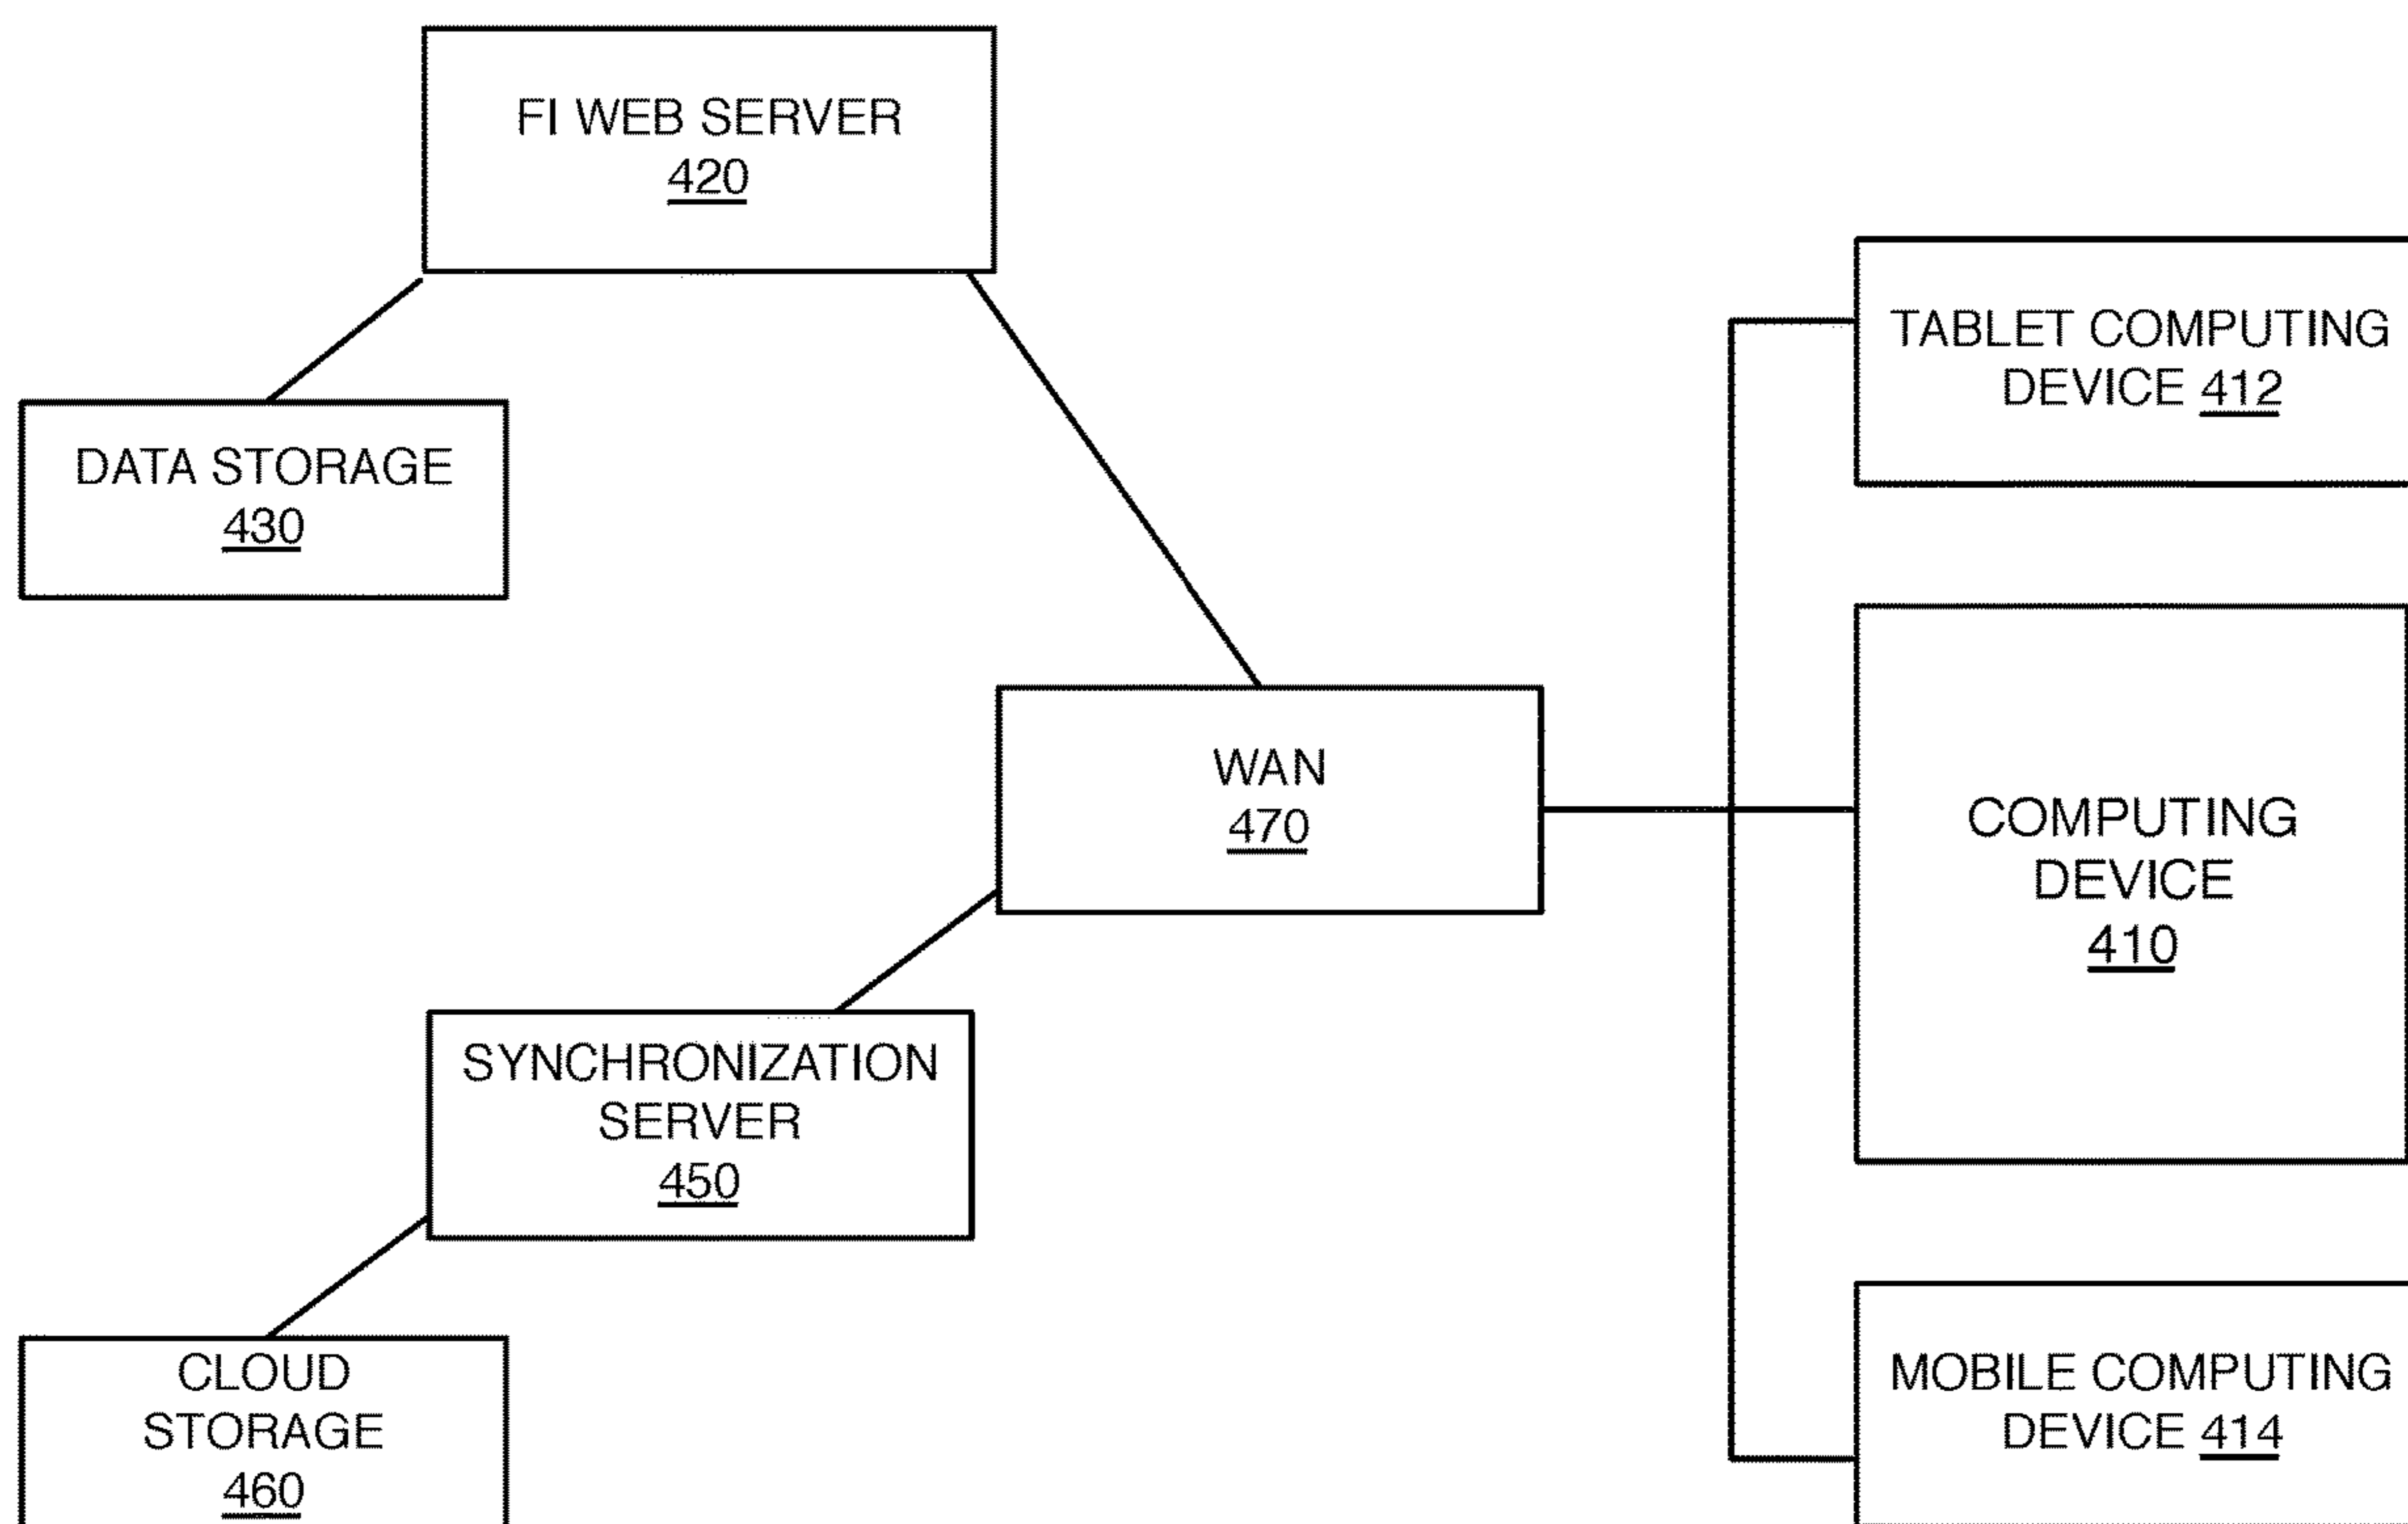 FI WEB SERVER
420
DATA STORAGE
430
TABLET COMPUTING
DEVICE 412
WAN
470
COMPUTING
DEVICE
410
SYNCHRONIZATION
SERVER
450
CLOUD
STORAGE
460
MOBILE COMPUTING
DEVICE 414